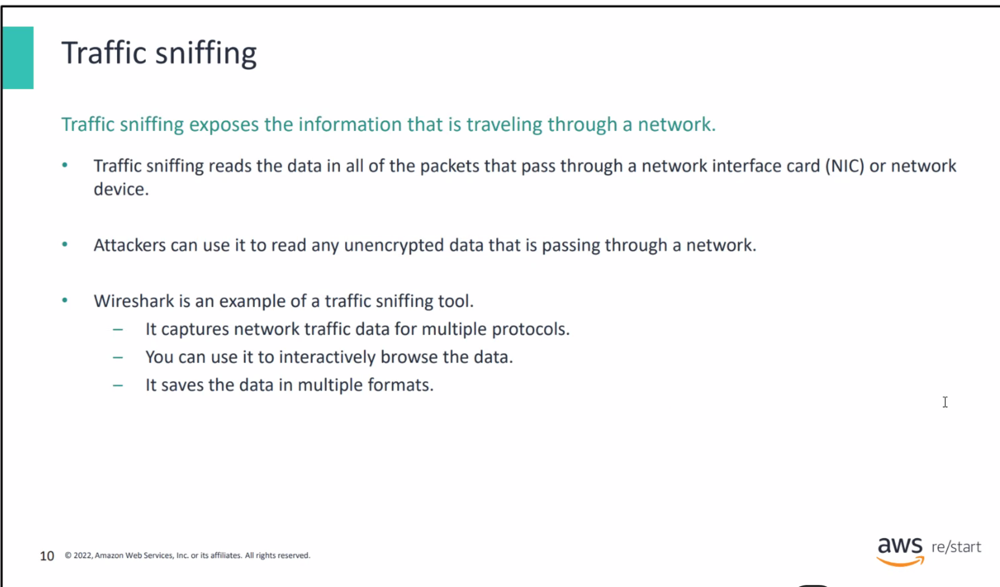 Traffic sniffing
Traffic sniffing exposes the information that is traveling through a network.
• Traffic sniffing reads the data in all of the packets that pass through a network interface card (NIC) or network
device.
• Attackers can use it to read any unencrypted data that is passing through a network.
• Wireshark is an example of a traffic sniffing tool.
– It captures network traffic data for multiple protocols.
– You can use it to interactively browse the data.
– It saves the data in multiple formats.
10 © 2022, Amazon Web Services, Inc. or its affiliates. All rights reserved.
aws re/start